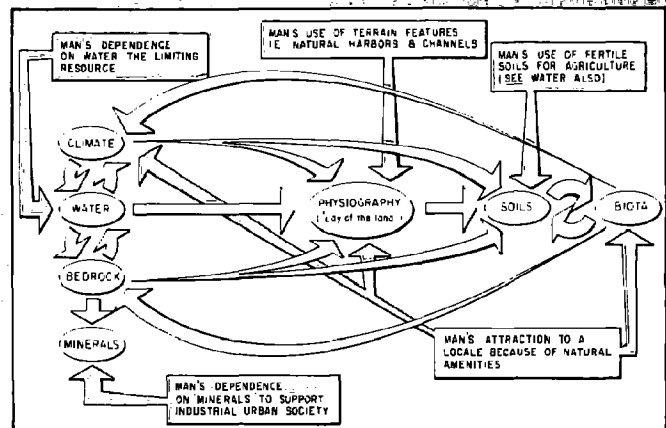 MAN'S DEPENDENCE
ON WATER THE LIMITING
RESOURCE
MAN'S USE OF TERRAIN FEATURES
I.E. NATURAL HARBORS & CHANNELS
MAN'S USE OF FERTILE
SOILS FOR AGRICULTURE
(SEE WATER ALSO)
CLIMATE
WATER
BEDROCK
MINERALS
PHYSIOGRAPHY
("Lay of the land")
SOILS
BIOTA
MAN'S ATTRACTION TO A
LOCALE BECAUSE OF NATURAL
AMENITIES
MAN'S DEPENDENCE
ON MINERALS TO SUPPORT
INDUSTRIAL URBAN SOCIETY